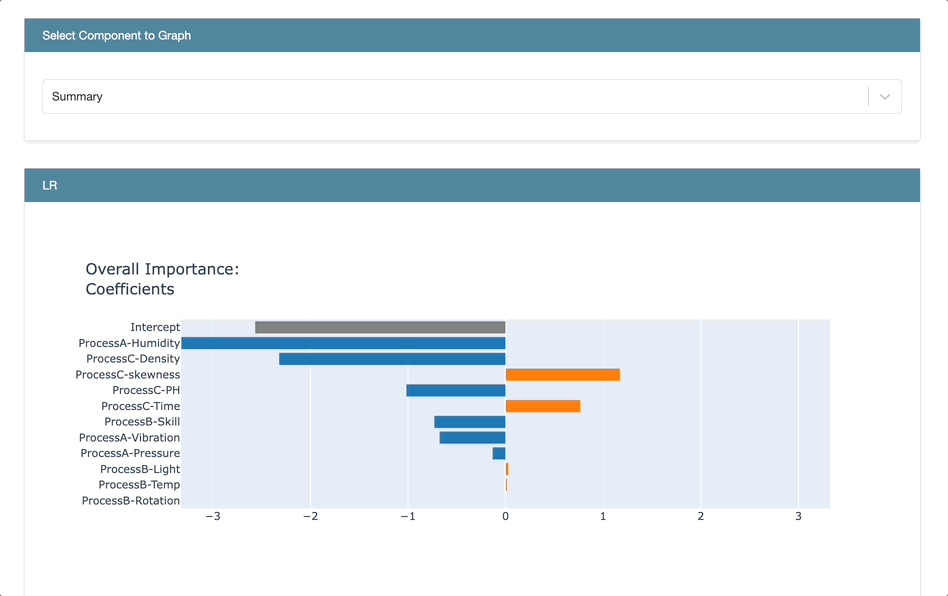 Select Component to Graph
Summary
LR
Overall Importance:
Coefficients
Intercept
ProcessA-Humidity
ProcessC-Density
ProcessC-skewness
ProcessC-PH
ProcessC-Time
ProcessB-Skill
ProcessA-Vibration
ProcessA-Pressure
ProcessB-Light
ProcessB-Temp
ProcessB-Rotation
−3 −2 −1 0 1 2 3